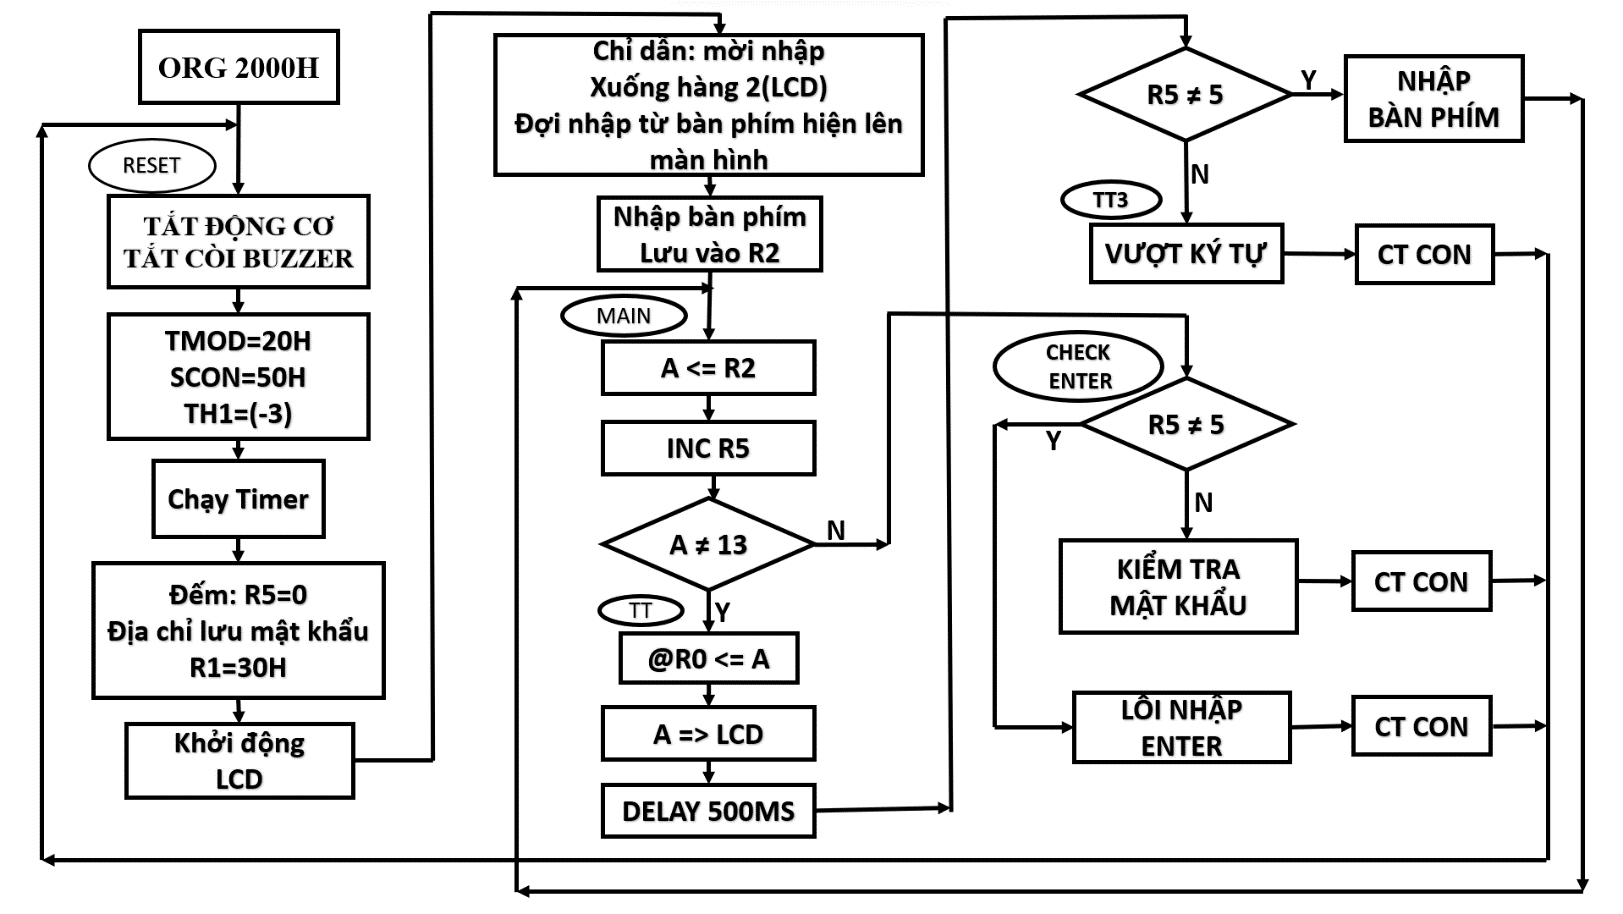 ORG 2000H
RESET
TẮT ĐỘNG CƠ
TẮT CÒI BUZZER
TMOD=20H
SCON=50H
TH1=(-3)
Chạy Timer
Đếm: R5=0
Địa chỉ lưu mật khẩu
R1=30H
Khởi động
LCD
Chỉ dẫn: mời nhập
Xuống hàng 2(LCD)
Đợi nhập từ bàn phím hiện lên
màn hình
Nhập bàn phím
Lưu vào R2
MAIN
A <= R2
INC R5
A ≠ 13
N
TT
Y
@R0 <= A
A => LCD
DELAY 500MS
R5 ≠ 5
Y
NHẬP
BÀN PHÍM
N
TT3
VƯỢT KÝ TỰ
CT CON
CHECK
ENTER
R5 ≠ 5
Y
N
KIỂM TRA
MẬT KHẨU
CT CON
LỖI NHẬP
ENTER
CT CON